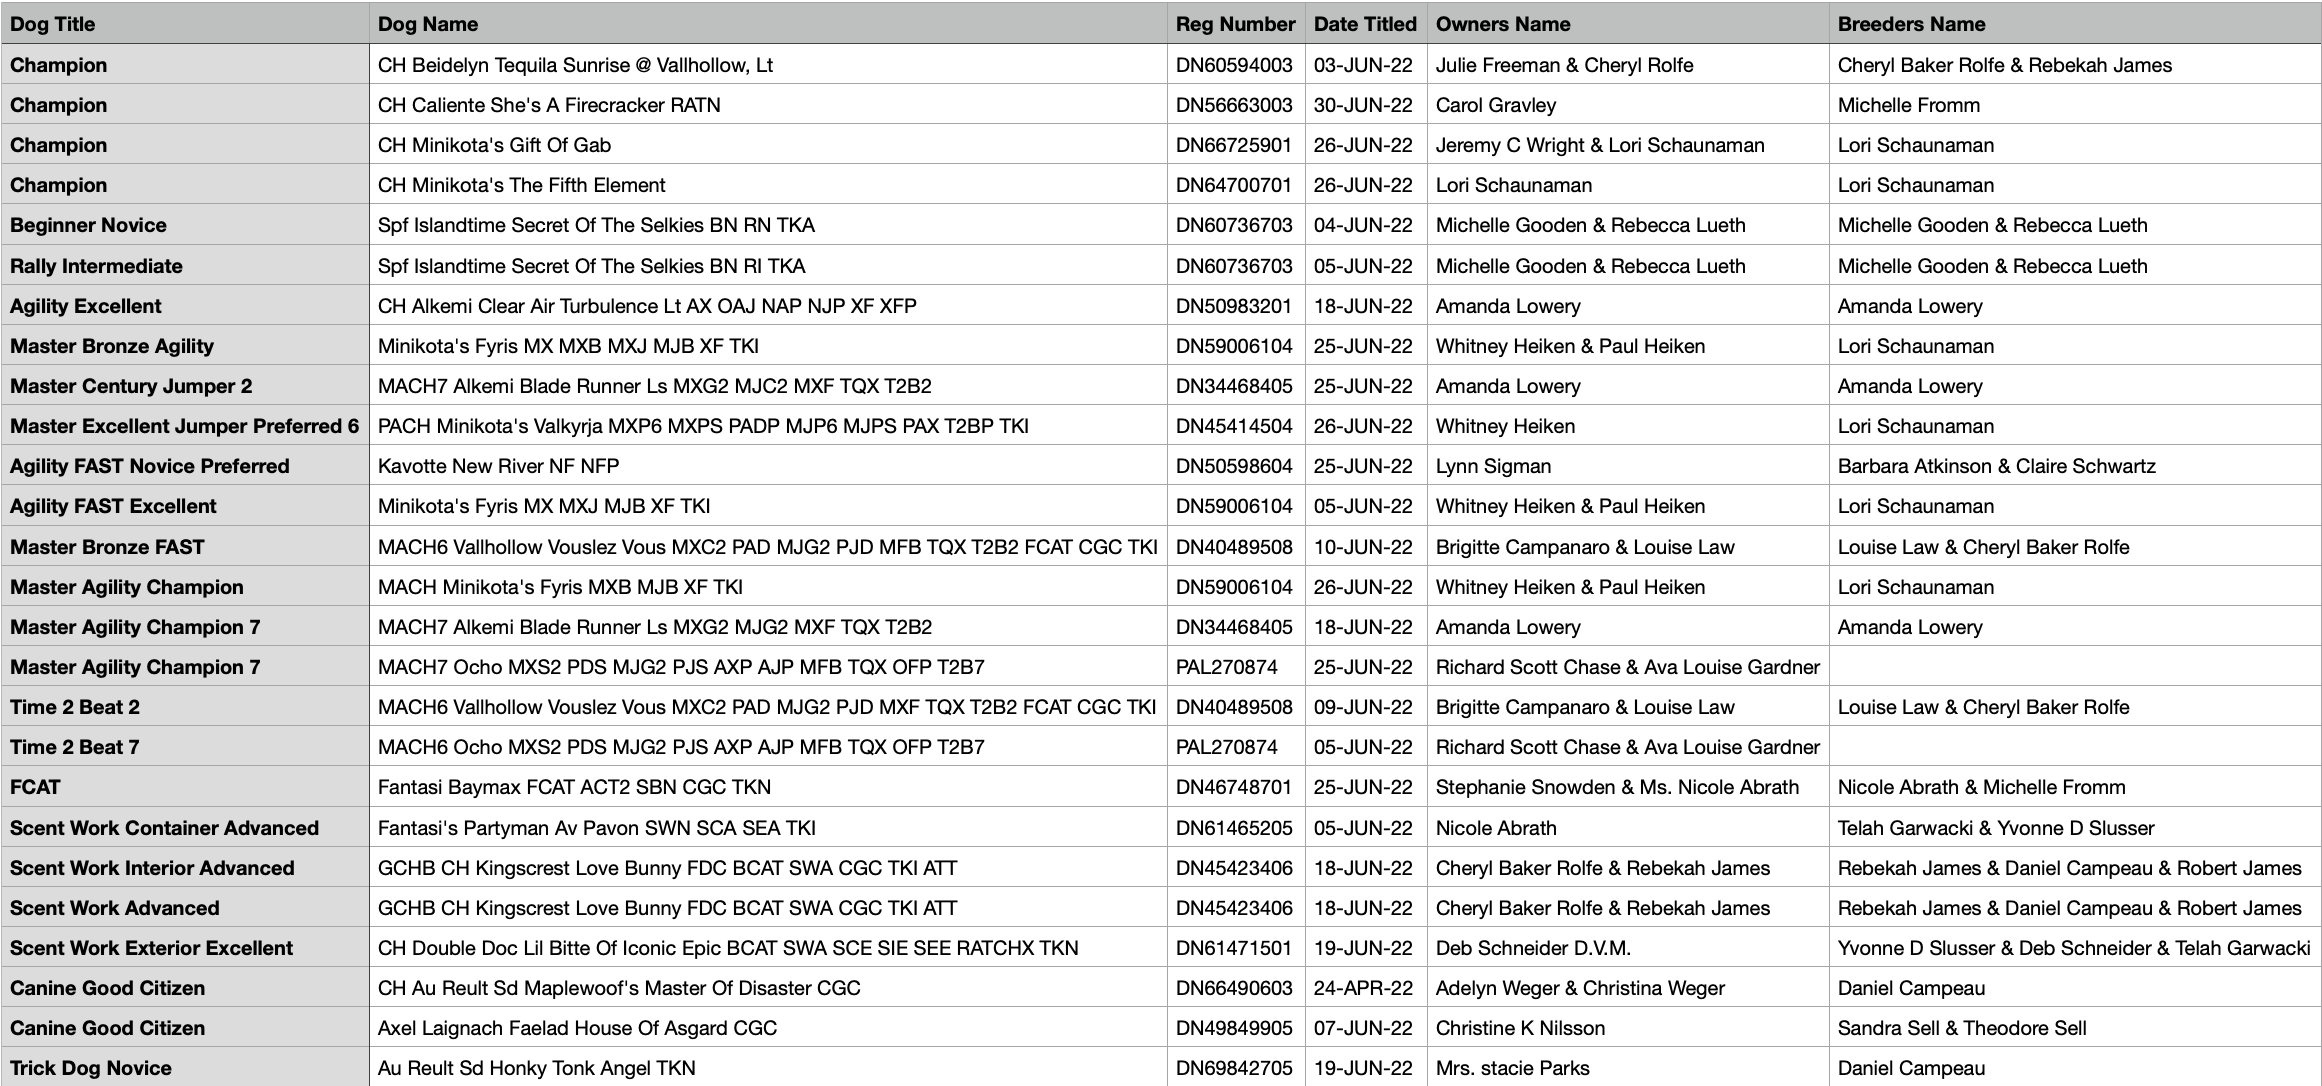 Dog Title Dog Name Reg Number Date Titled Owners Name Breeders Name
Champion CH Beidelyn Tequila Sunrise @ Vallhollow, Lt DN60594003 03-JUN-22 Julie Freeman & Cheryl Rolfe Cheryl Baker Rolfe & Rebekah James
Champion CH Caliente She's A Firecracker RATN DN56663003 30-JUN-22 Carol Gravley Michelle Fromm
Champion CH Minikota's Gift Of Gab DN66725901 26-JUN-22 Jeremy C Wright & Lori Schaunaman Lori Schaunaman
Champion CH Minikota's The Fifth Element DN64700701 26-JUN-22 Lori Schaunaman Lori Schaunaman
Beginner Novice Spf Islandtime Secret Of The Selkies BN RN TKA DN60736703 04-JUN-22 Michelle Gooden & Rebecca Lueth Michelle Gooden & Rebecca Lueth
Rally Intermediate Spf Islandtime Secret Of The Selkies BN RI TKA DN60736703 05-JUN-22 Michelle Gooden & Rebecca Lueth Michelle Gooden & Rebecca Lueth
Agility Excellent CH Alkemi Clear Air Turbulence Lt AX OAJ NAP NJP XF XFP DN50983201 18-JUN-22 Amanda Lowery Amanda Lowery
Master Bronze Agility Minikota's Fyris MX MXB MXJ MJB XF TKI DN59006104 25-JUN-22 Whitney Heiken & Paul Heiken Lori Schaunaman
Master Century Jumper 2 MACH7 Alkemi Blade Runner Ls MXG2 MJC2 MXF TQX T2B2 DN34468405 25-JUN-22 Amanda Lowery Amanda Lowery
Master Excellent Jumper Preferred 6 PACH Minikota's Valkyrja MXP6 MXPS PADP MJP6 MJPS PAX T2BP TKI DN45414504 26-JUN-22 Whitney Heiken Lori Schaunaman
Agility FAST Novice Preferred Kavotte New River NF NFP DN50598604 25-JUN-22 Lynn Sigman Barbara Atkinson & Claire Schwartz
Agility FAST Excellent Minikota's Fyris MX MXJ MJB XF TKI DN59006104 05-JUN-22 Whitney Heiken & Paul Heiken Lori Schaunaman
Master Bronze FAST MACH6 Vallhollow Vouslez Vous MXC2 PAD MJG2 PJD MFB TQX T2B2 FCAT CGC TKI DN40489508 10-JUN-22 Brigitte Campanaro & Louise Law Louise Law & Cheryl Baker Rolfe
Master Agility Champion MACH Minikota's Fyris MXB MJB XF TKI DN59006104 26-JUN-22 Whitney Heiken & Paul Heiken Lori Schaunaman
Master Agility Champion 7 MACH7 Alkemi Blade Runner Ls MXG2 MJG2 MXF TQX T2B2 DN34468405 18-JUN-22 Amanda Lowery Amanda Lowery
Master Agility Champion 7 MACH7 Ocho MXS2 PDS MJG2 PJS AXP AJP MFB TQX OFP T2B7 PAL270874 25-JUN-22 Richard Scott Chase & Ava Louise Gardner
Time 2 Beat 2 MACH6 Vallhollow Vouslez Vous MXC2 PAD MJG2 PJD MXF TQX T2B2 FCAT CGC TKI DN40489508 09-JUN-22 Brigitte Campanaro & Louise Law Louise Law & Cheryl Baker Rolfe
Time 2 Beat 7 MACH6 Ocho MXS2 PDS MJG2 PJS AXP AJP MFB TQX OFP T2B7 PAL270874 05-JUN-22 Richard Scott Chase & Ava Louise Gardner
FCAT Fantasi Baymax FCAT ACT2 SBN CGC TKN DN46748701 25-JUN-22 Stephanie Snowden & Ms. Nicole Abrath Nicole Abrath & Michelle Fromm
Scent Work Container Advanced Fantasi's Partyman Av Pavon SWN SCA SEA TKI DN61465205 05-JUN-22 Nicole Abrath Telah Garwacki & Yvonne D Slusser
Scent Work Interior Advanced GCHB CH Kingscrest Love Bunny FDC BCAT SWA CGC TKI ATT DN45423406 18-JUN-22 Cheryl Baker Rolfe & Rebekah James Rebekah James & Daniel Campeau & Robert James
Scent Work Advanced GCHB CH Kingscrest Love Bunny FDC BCAT SWA CGC TKI ATT DN45423406 18-JUN-22 Cheryl Baker Rolfe & Rebekah James Rebekah James & Daniel Campeau & Robert James
Scent Work Exterior Excellent CH Double Doc Lil Bitte Of Iconic Epic BCAT SWA SCE SIE SEE RATCHX TKN DN61471501 19-JUN-22 Deb Schneider D.V.M. Yvonne D Slusser & Deb Schneider & Telah Garwacki
Canine Good Citizen CH Au Reult Sd Maplewoof's Master Of Disaster CGC DN66490603 24-APR-22 Adelyn Weger & Christina Weger Daniel Campeau
Canine Good Citizen Axel Laignach Faelad House Of Asgard CGC DN49849905 07-JUN-22 Christine K Nilsson Sandra Sell & Theodore Sell
Trick Dog Novice Au Reult Sd Honky Tonk Angel TKN DN69842705 19-JUN-22 Mrs. stacie Parks Daniel Campeau